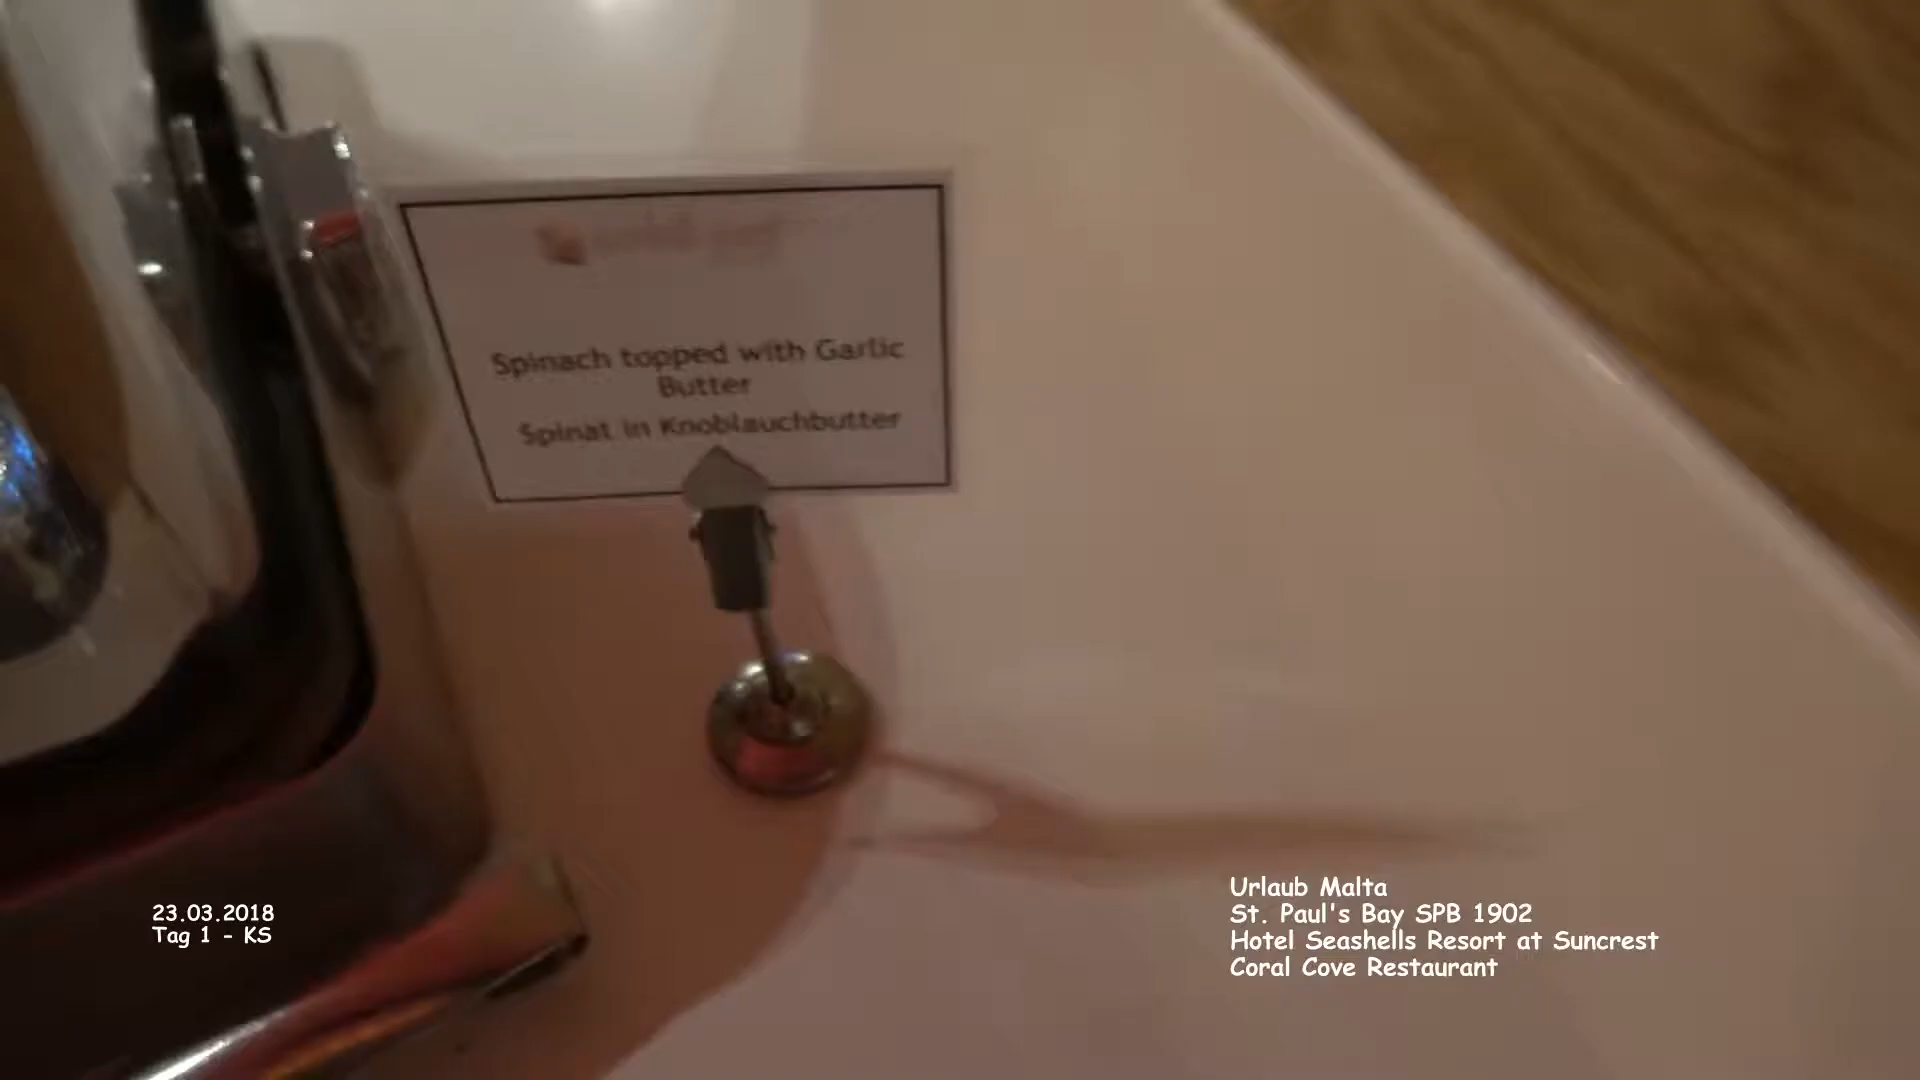 Spinach topped with Garlic
Butter
Spinat in Knoblauchbutter
23.03.2018
Tag 1 - KS
Urlaub Malta
St. Paul's Bay SPB 1902
Hotel Seashells Resort at Suncrest
Coral Cove Restaurant